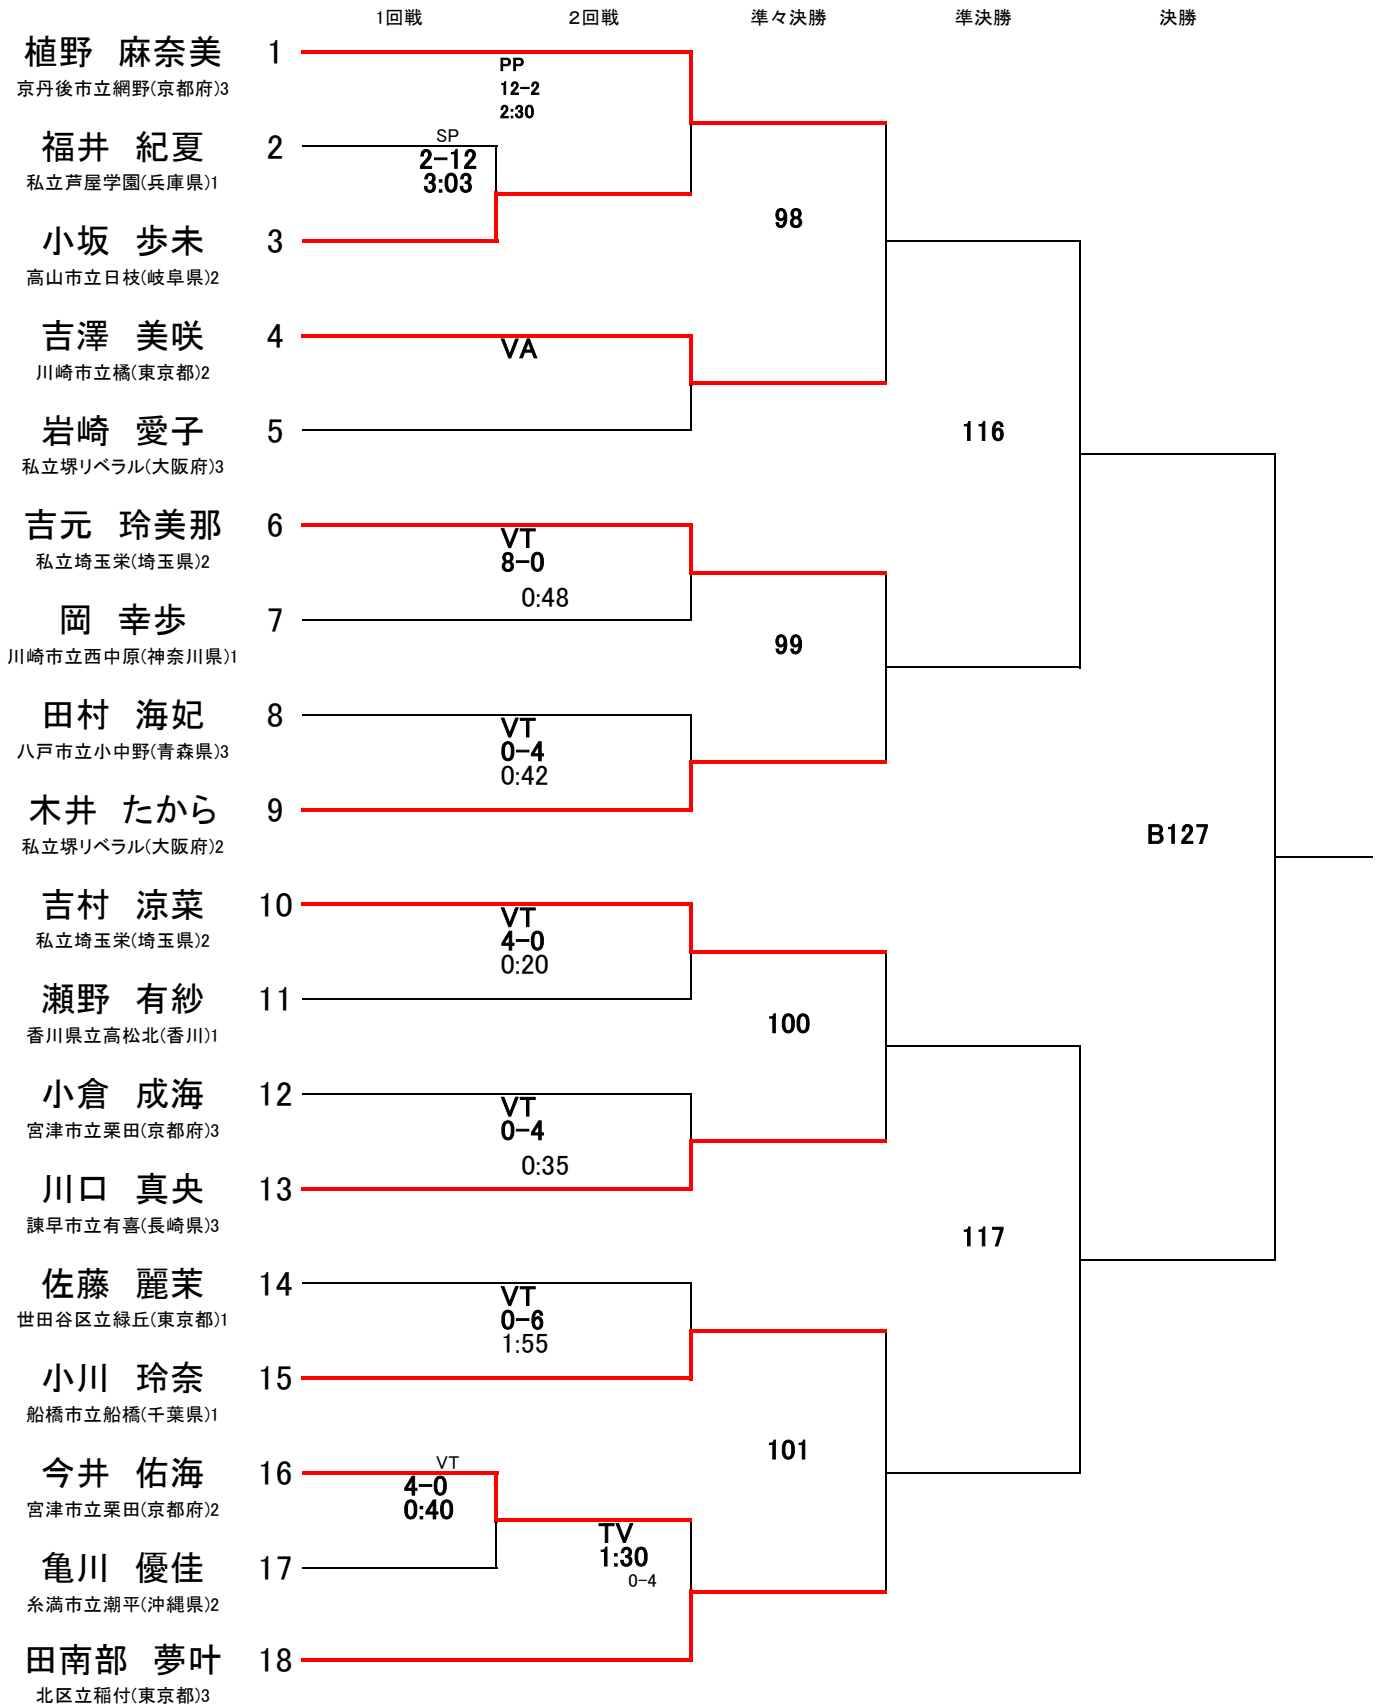 1回戦 2回戦 準々決勝 準決勝 決勝
植野 麻奈美 1
京丹後市立網野(京都府)3
PP
12-2
2:30
福井 紀夏 2
私立芦屋学園(兵庫県)1
SP
2-12
3:03
小坂 歩未 3
高山市立日枝(岐阜県)2
98
吉澤 美咲 4
川崎市立橘(東京都)2
VA
岩崎 愛子 5
私立堺リベラル(大阪府)3
116
吉元 玲美那 6
私立埼玉栄(埼玉県)2
VT
8-0
0:48
岡 幸歩 7
川崎市立西中原(神奈川県)1
99
田村 海妃 8
八戸市立小中野(青森県)3
VT
0-4
0:42
木井 たから 9
私立堺リベラル(大阪府)2
B127
吉村 涼菜 10
私立埼玉栄(埼玉県)2
VT
4-0
0:20
瀬野 有紗 11
香川県立高松北(香川)1
100
小倉 成海 12
宮津市立栗田(京都府)3
VT
0-4
0:35
川口 真央 13
諫早市立有喜(長崎県)3
117
佐藤 麗茉 14
世田谷区立緑丘(東京都)1
VT
0-6
1:55
小川 玲奈 15
船橋市立船橋(千葉県)1
101
今井 佑海 16
宮津市立栗田(京都府)2
VT
4-0
0:40
亀川 優佳 17
糸満市立潮平(沖縄県)2
TV
1:30
0-4
田南部 夢叶 18
北区立稲付(東京都)3